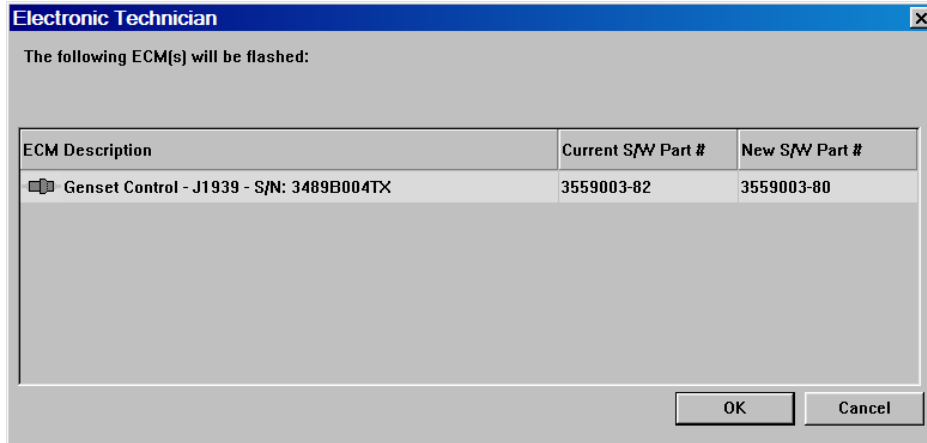 Electronic Technician
The following ECM(s) will be flashed:
ECM Description Current S/W Part # New S/W Part #
Genset Control - J1939 - S/N: 3489B004TX 3559003-82 3559003-80
OK Cancel